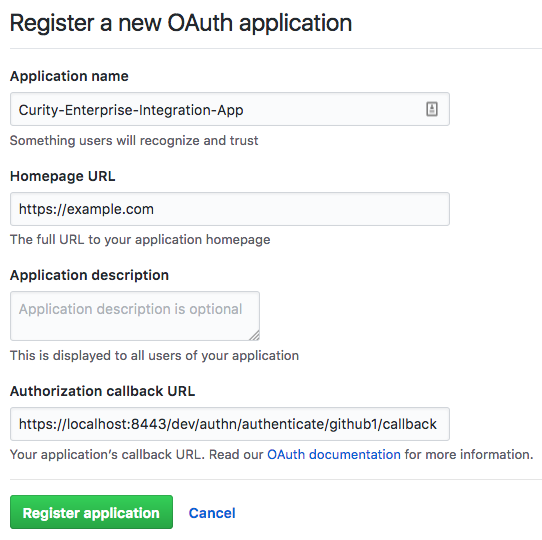 Register a new OAuth application
Application name
Curity-Enterprise-Integration-App
Something users will recognize and trust
Homepage URL
https://example.com
The full URL to your application homepage
Application description
Application description is optional
This is displayed to all users of your application
Authorization callback URL
https://localhost:8443/dev/authn/authenticate/github1/callback
Your application’s callback URL. Read our OAuth documentation for more information.
Register application Cancel